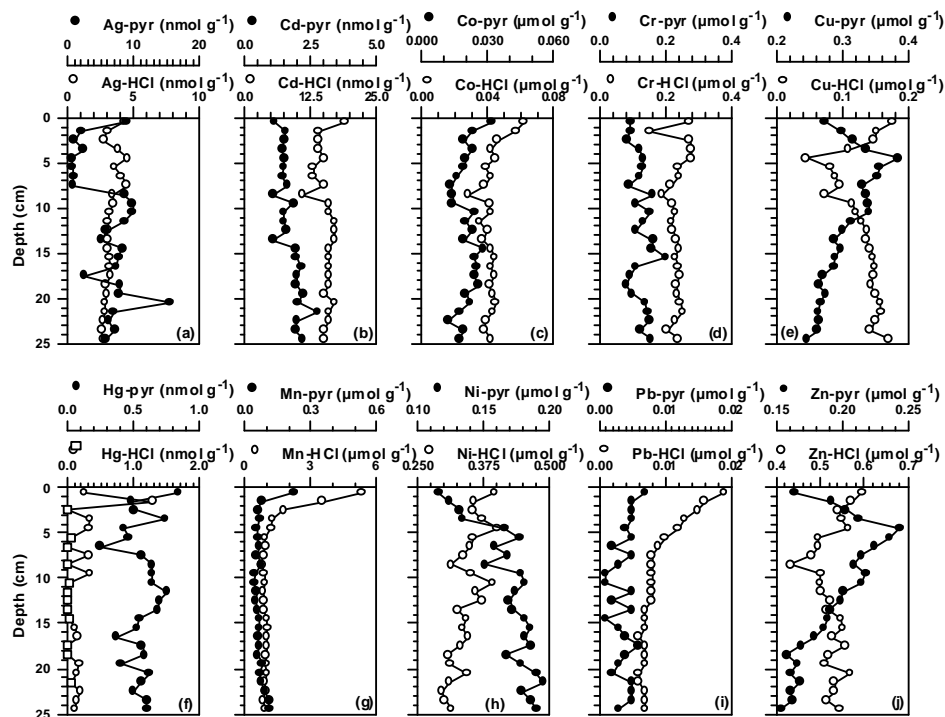 Ag-pyr (nmol g-1) Cd-pyr (nmol g-1) Co-pyr (µmol g-1) Cr-pyr (µmol g-1) Cu-pyr (µmol g-1)
0 10 20 0.0 2.5 5.0 0.000 0.030 0.060 0.0 0.2 0.4 0.2 0.3 0.4
Ag-HCl (nmol g-1) Cd-HCl (nmol g-1) Co-HCl (µmol g-1) Cr-HCl (µmol g-1) Cu-HCl (µmol g-1)
0 5 10 0.0 12.5 25.0 0.00 0.04 0.08 0.0 0.2 0.4 0.0 0.1 0.2
0
5
10
15
20
25
Depth (cm)
(a) (b) (c) (d) (e)
Hg-pyr (nmol g-1) Mn-pyr (µmol g-1) Ni-pyr (µmol g-1) Pb-pyr (µmol g-1) Zn-pyr (µmol g-1)
0.0 0.5 1.0 0.0 0.3 0.6 0.10 0.15 0.20 0.00 0.01 0.02 0.15 0.20 0.25
Hg-HCl (nmol g-1) Mn-HCl (µmol g-1) Ni-HCl (µmol g-1) Pb-HCl (µmol g-1) Zn-HCl (µmol g-1)
0.0 1.0 2.0 0 3 6 0.250 0.375 0.500 0.00 0.01 0.02 0.4 0.5 0.6 0.7
0
5
10
15
20
25
Depth (cm)
(f) (g) (h) (i) (j)